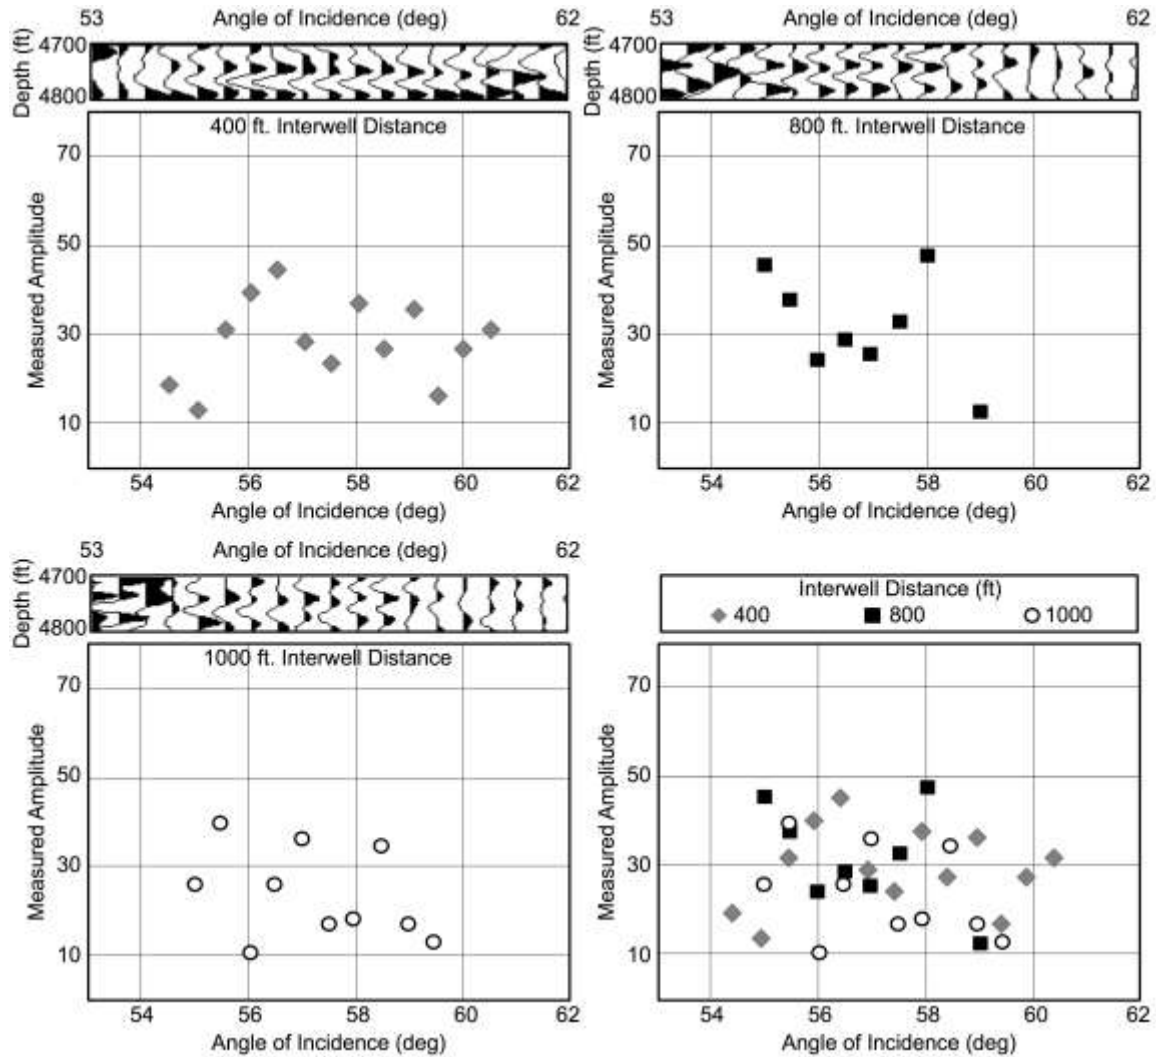 53 Angle of Incidence (deg) 62
Depth (ft)
4700
4800
400 ft. Interwell Distance
Measured Amplitude
70
50
30
10
54 56 58 60 62
Angle of Incidence (deg)
53 Angle of Incidence (deg) 62
Depth (ft)
4700
4800
800 ft. Interwell Distance
Measured Amplitude
70
50
30
10
54 56 58 60 62
Angle of Incidence (deg)
53 Angle of Incidence (deg) 62
Depth (ft)
4700
4800
1000 ft. Interwell Distance
Measured Amplitude
70
50
30
10
54 56 58 60 62
Angle of Incidence (deg)
Interwell Distance (ft)
400 800 1000
Measured Amplitude
70
50
30
10
54 56 58 60 62
Angle of Incidence (deg)